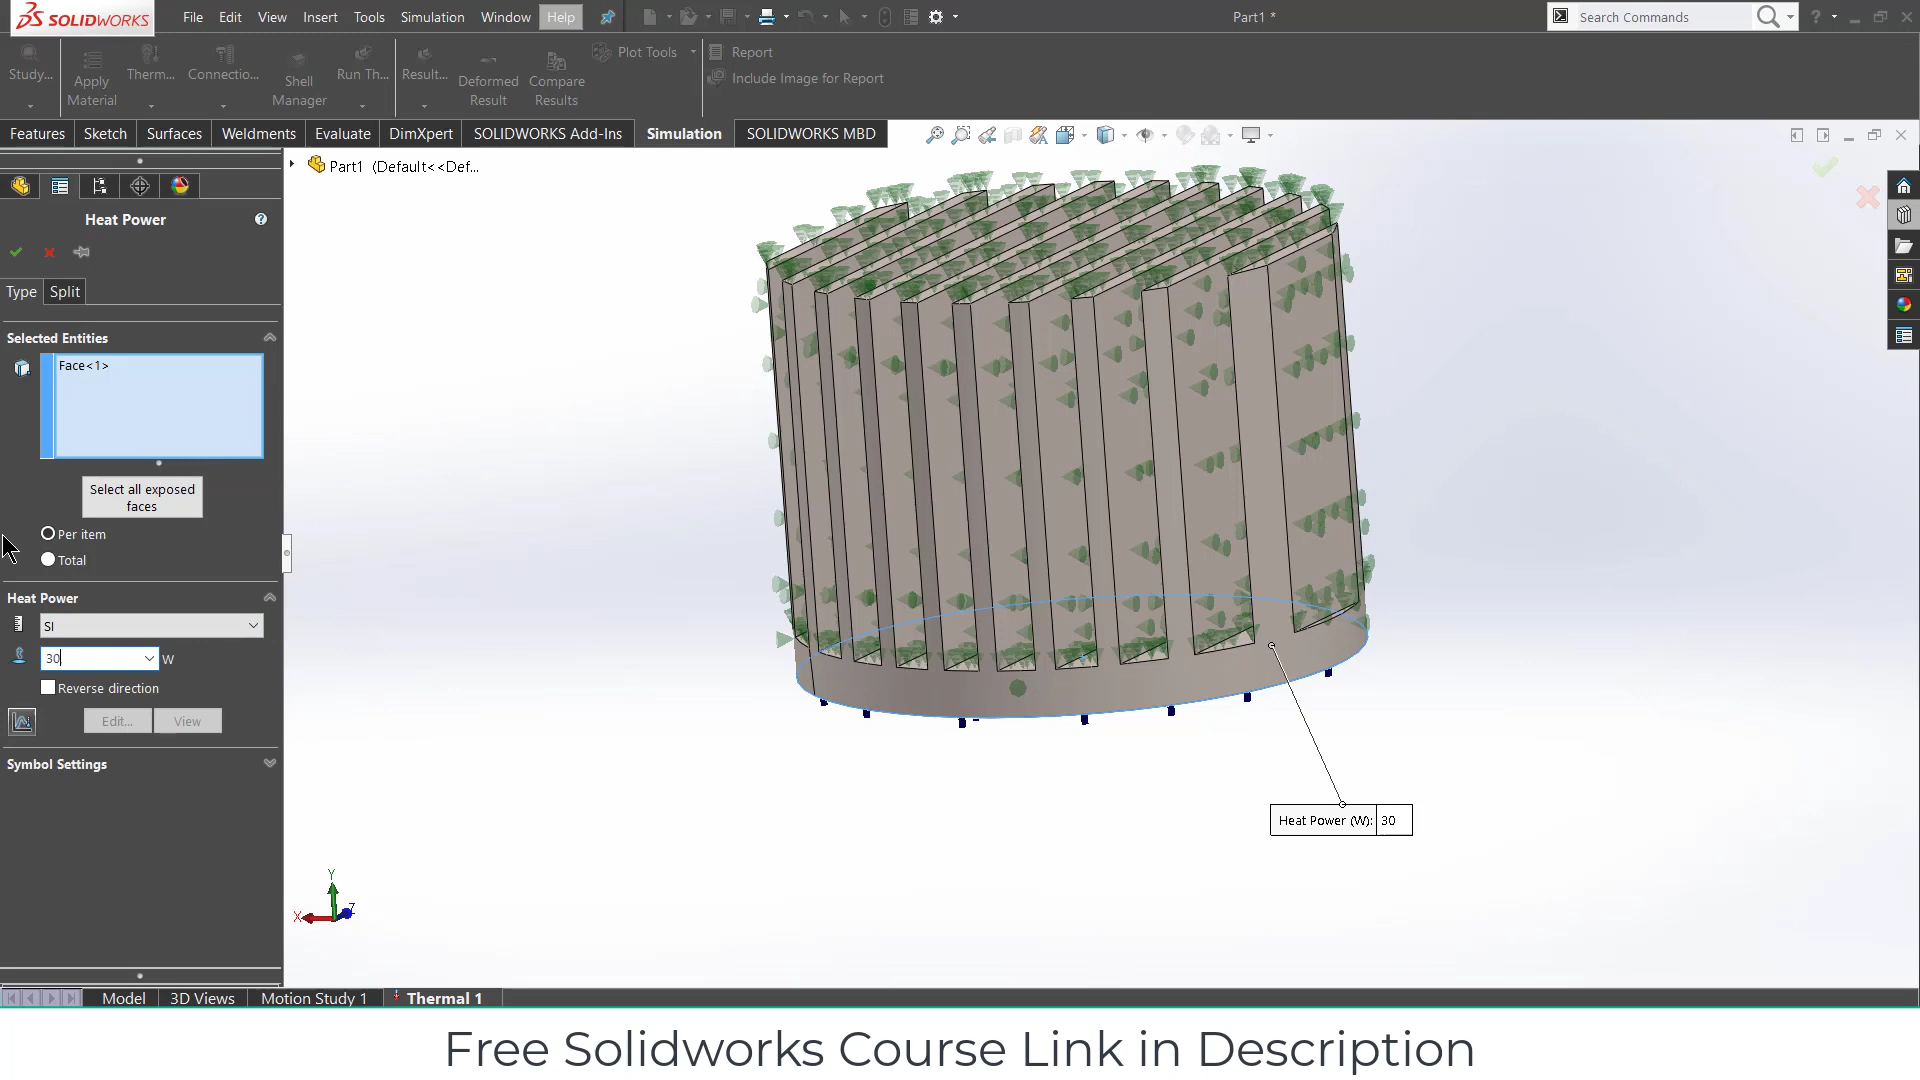 SOLIDWORKS
File Edit View Insert Tools Simulation Window Help
Part1 *
Search Commands
Study...
Apply Material
Therm...
Connectio...
Shell Manager
Run Th...
Result...
Deformed Result
Compare Results
Plot Tools
Report
Include Image for Report
Features Sketch Surfaces Weldments Evaluate DimXpert SOLIDWORKS Add-Ins Simulation SOLIDWORKS MBD
Part1 (Default<<Def...
Heat Power
Type Split
Selected Entities
Face<1>
Select all exposed
faces
Per item
Total
Heat Power
SI
30 W
Reverse direction
Edit... View
Symbol Settings
Heat Power (W): 30
Y
X
Z
Model 3D Views Motion Study 1 Thermal 1
Free Solidworks Course Link in Description